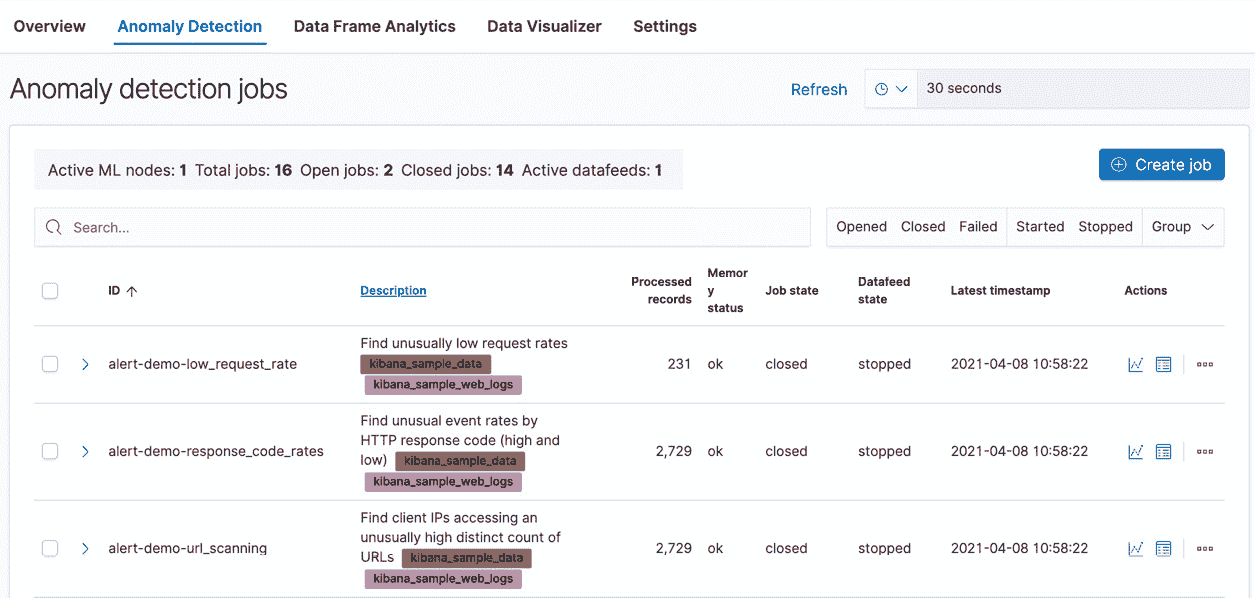 Overview Anomaly Detection Data Frame Analytics Data Visualizer Settings
Anomaly detection jobs Refresh 30 seconds
Active ML nodes: 1 Total jobs: 16 Open jobs: 2 Closed jobs: 14 Active datafeeds: 1 Create job
Search... Opened Closed Failed Started Stopped Group
ID Description Processed records Memory status Job state Datafeed state Latest timestamp Actions
alert-demo-low_request_rate
Find unusually low request rates
kibana_sample_data
kibana_sample_web_logs
231 ok closed stopped 2021-04-08 10:58:22
alert-demo-response_code_rates
Find unusual event rates by
HTTP response code (high and
low) kibana_sample_data
kibana_sample_web_logs
2,729 ok closed stopped 2021-04-08 10:58:22
alert-demo-url_scanning
Find client IPs accessing an
unusually high distinct count of
URLs kibana_sample_data
kibana_sample_web_logs
2,729 ok closed stopped 2021-04-08 10:58:22